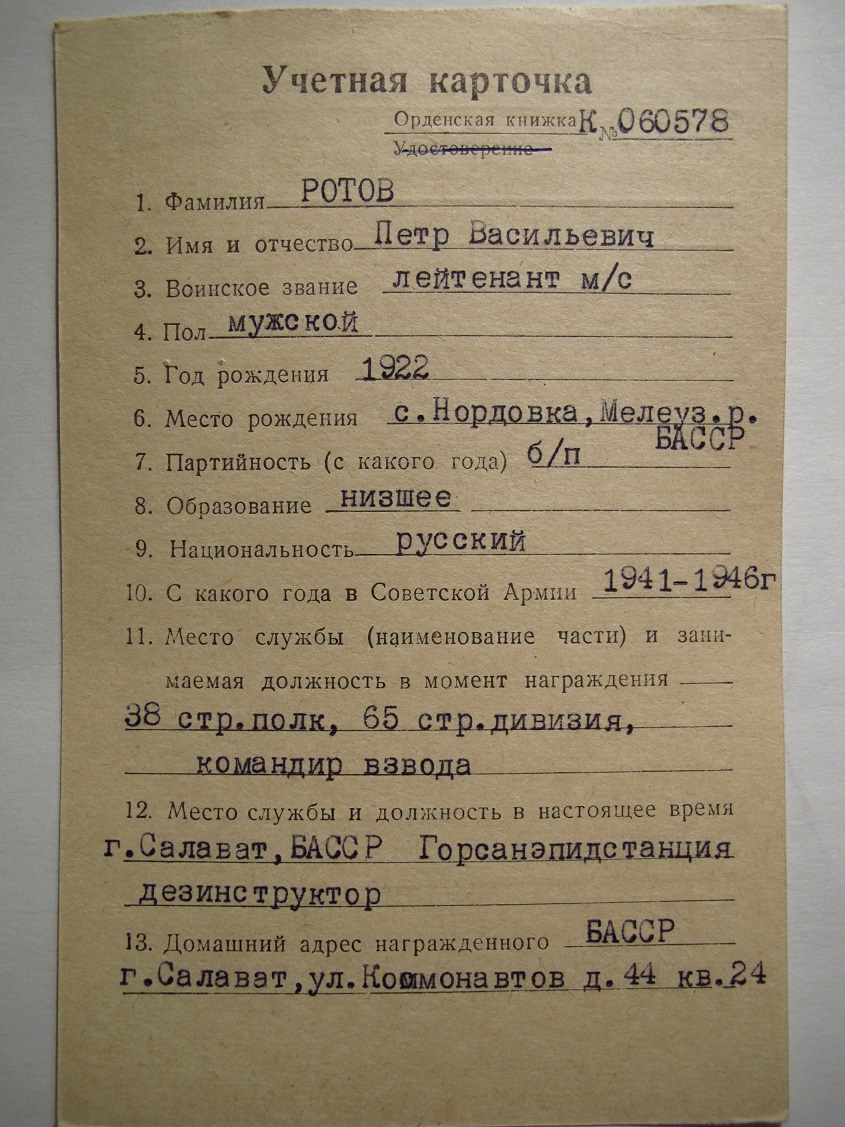 Учетная карточка
Орденская книжка К № 060578
Удостоверение
1. Фамилия РОТОВ
2. Имя и отчество Петр Васильевич
3. Воинское звание лейтенант м/с
4. Пол мужской
5. Год рождения 1922
6. Место рождения с.Нордовка,Мелеуз.р.
БАССР
7. Партийность (с какого года) б/п
8. Образование низшее
9. Национальность русский
10. С какого года в Советской Армии 1941-1946г
11. Место службы (наименование части) и зани-
маемая должность в момент награждения
38 стр.полк, 65 стр.дивизия,
командир взвода
12. Место службы и должность в настоящее время
г.Салават,БАССР Горсанэпидстанция
дезинструктор
13. Домашний адрес награжденного БАССР
г.Салават,ул.Космонавтов д.44 кв.24